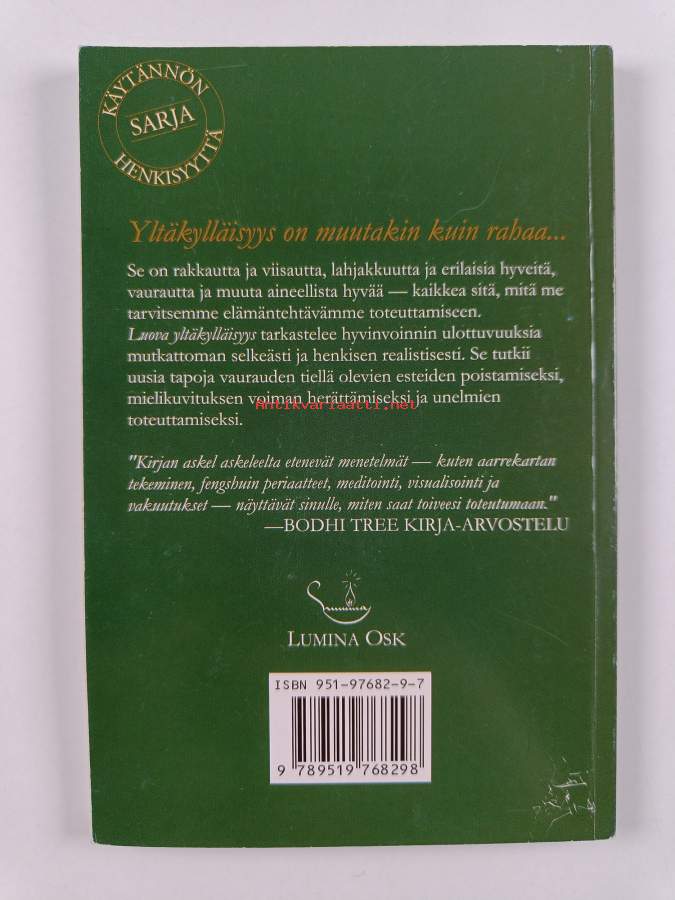 KÄYTÄNNÖN
SARJA
HENKISYYTTÄ
Yltäkylläisyys on muutakin kuin rahaa...
Se on rakkautta ja viisautta, lahjakkuutta ja erilaisia hyveitä,
vaurautta ja muuta aineellista hyvää — kaikkea sitä, mitä me
tarvitsemme elämäntehtävämme toteuttamiseen.
Luova yltäkylläisyys tarkastelee hyvinvoinnin ulottuvuuksia
mutkattoman selkeästi ja henkisen realistisesti. Se tutkii
uusia tapoja vaurauden tiellä olevien esteiden poistamiseksi,
mielikuvituksen voiman herättämiseksi ja unelmien
Antikvariaatti.net
toteuttamiseksi.
"Kirjan askel askeleelta etenevät menetelmät — kuten aarrekartan
tekeminen, fengshuin periaatteet, meditointi, visualisointi ja
vakuutukset — näyttävät sinulle, miten saat toiveesi toteutumaan."
—BODHI TREE KIRJA-ARVOSTELU
Lumina
LUMINA OSK
ISBN 951-97682-9-7
9 789519 768298